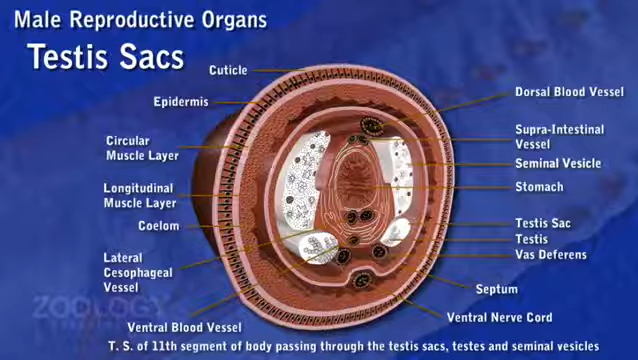 Male Reproductive Organs
Testis Sacs
Cuticle
Epidermis
Circular
Muscle Layer
Longitudinal
Muscle Layer
Coelom
Lateral
Cesophageal
Vessel
Ventral Blood Vessel
Dorsal Blood Vessel
Supra-Intestinal
Vessel
Seminal Vesicle
Stomach
Testis Sac
Testis
Vas Deferens
Septum
Ventral Nerve Cord
ZOOLOGY
T. S. of 11th segment of body passing through the testis sacs, testes and seminal vesicles